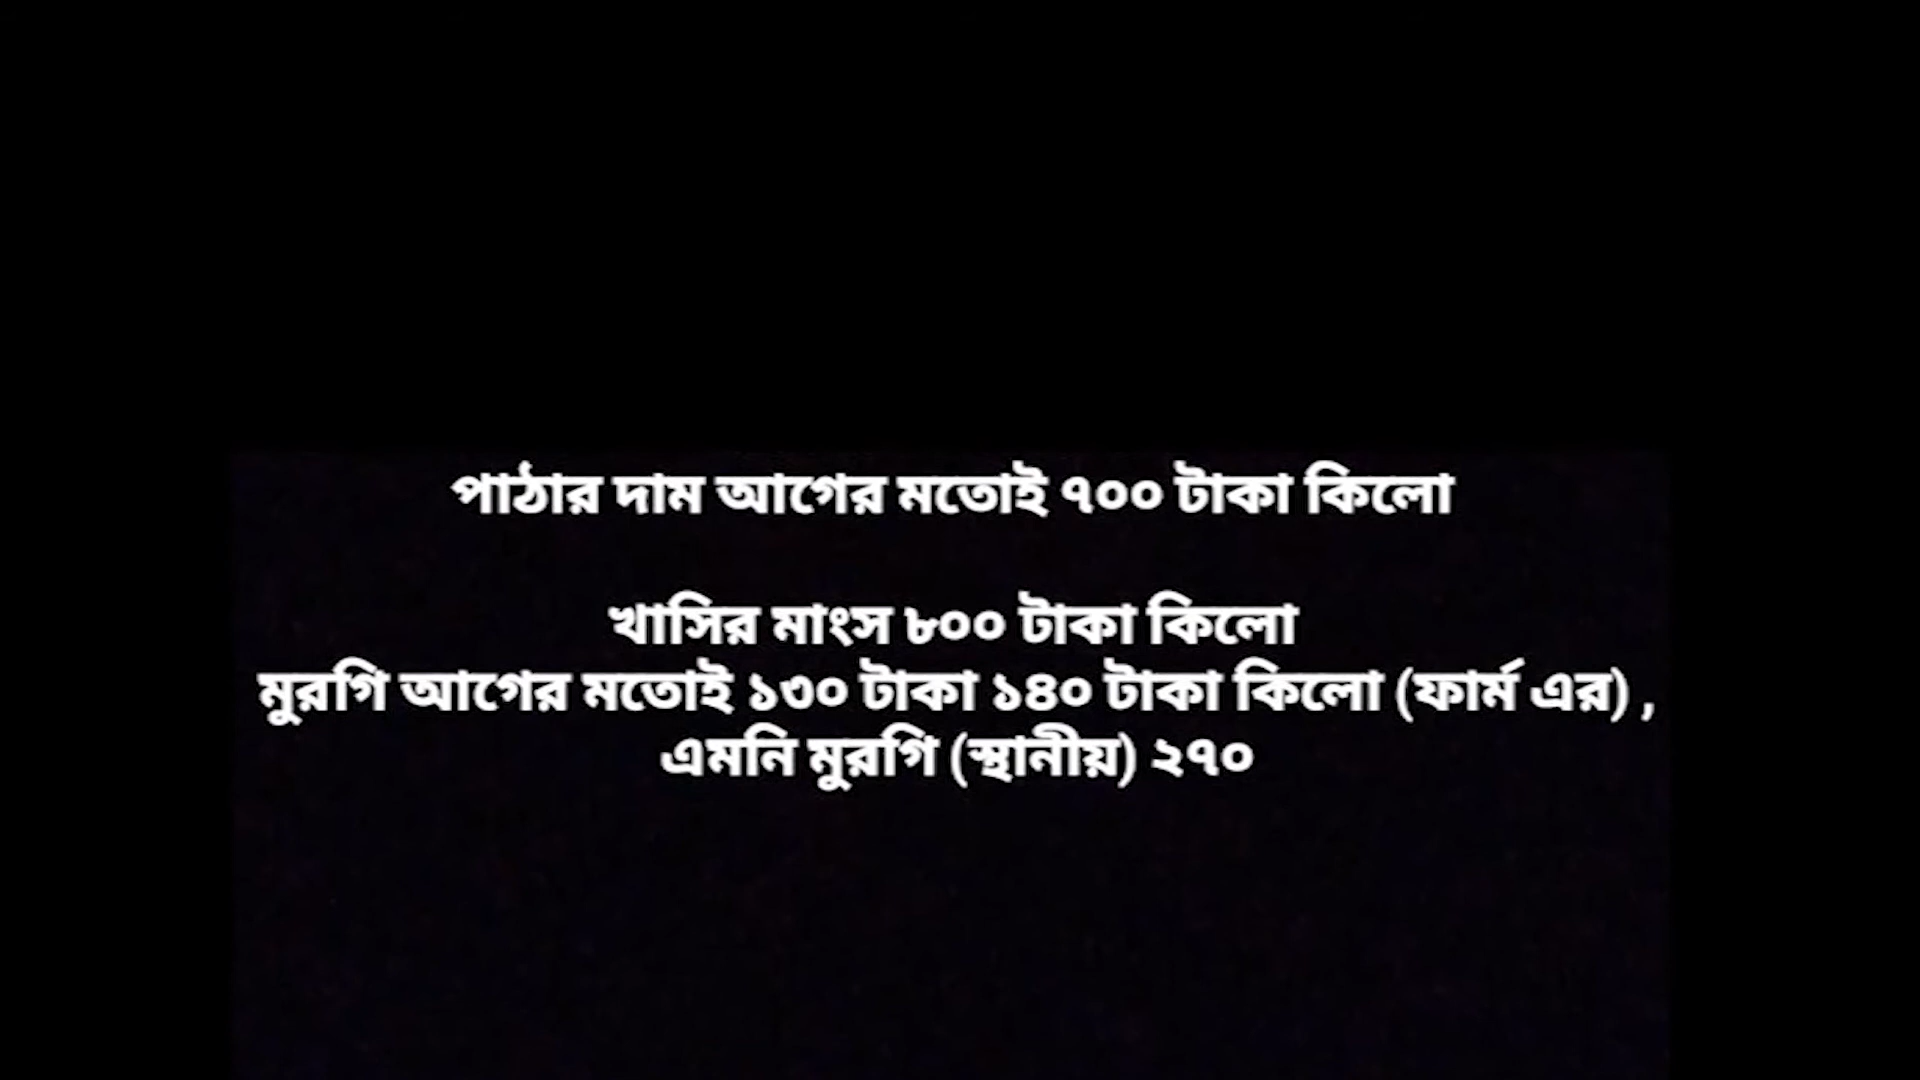 পাঠার দাম আগের মতোই ৭০০ টাকা কিলো
খাসির মাংস ৮০০ টাকা কিলো
মুরগি আগের মতোই ১৩০ টাকা ১৪০ টাকা কিলো (ফার্ম এর) ,
এমনি মুরগি (স্থানীয়) ২৭০